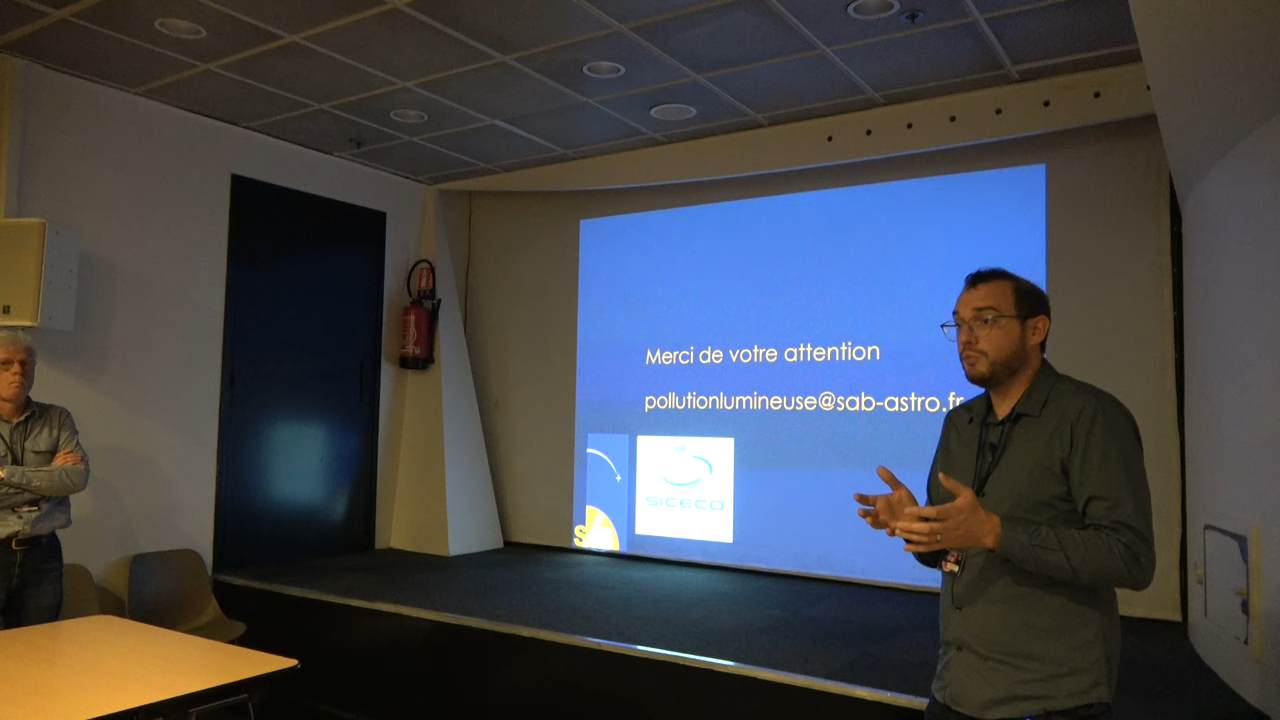 Merci de votre attention
pollutionlumineuse@sab-astro.fr
SICECO